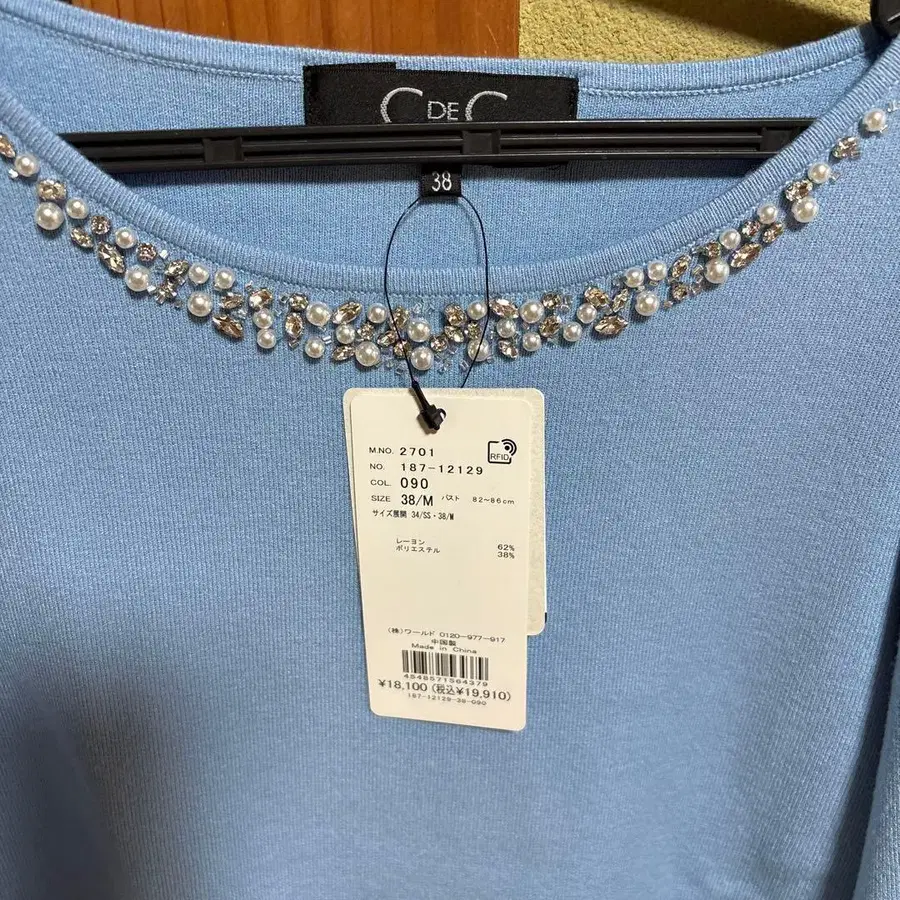 C DE C
38
M.NO. 2701
RFID
NO. 187-12129
COL. 090
SIZE 38/M バスト 82～86cm
サイズ展開 34/SS・38/M
レーヨン 62%
ポリエステル 38%
(株)ワールド 0120-977-917
中国製
Made in China
4548571564379
¥18,100 (税込¥19,910)
187-12129-38-090